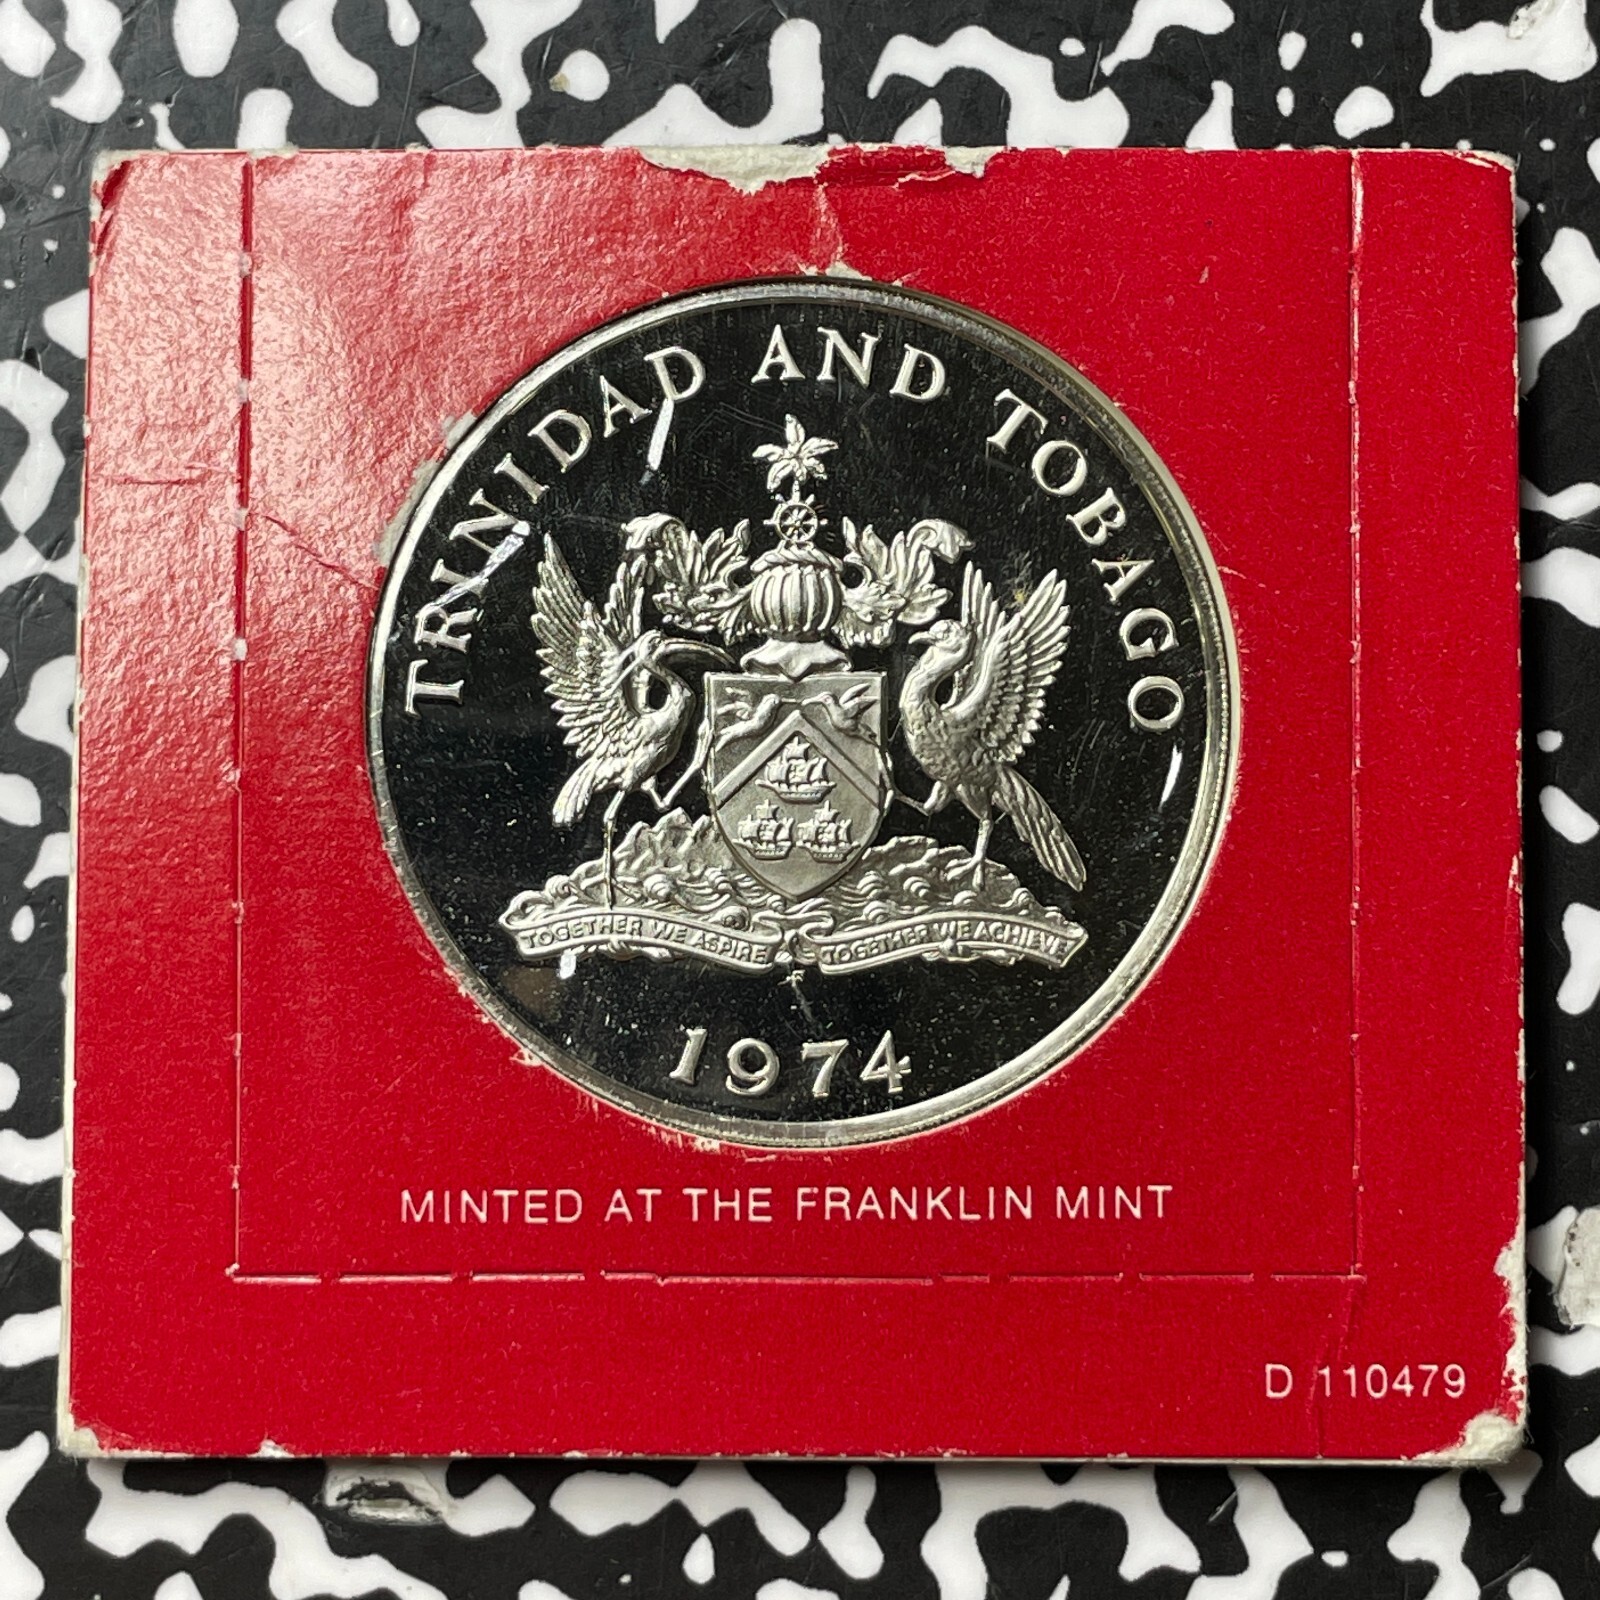 TRINIDAD AND TOBAGO
TOGETHER WE ASPIRE TOGETHER WE ACHIEVE
1974
MINTED AT THE FRANKLIN MINT
D 110479